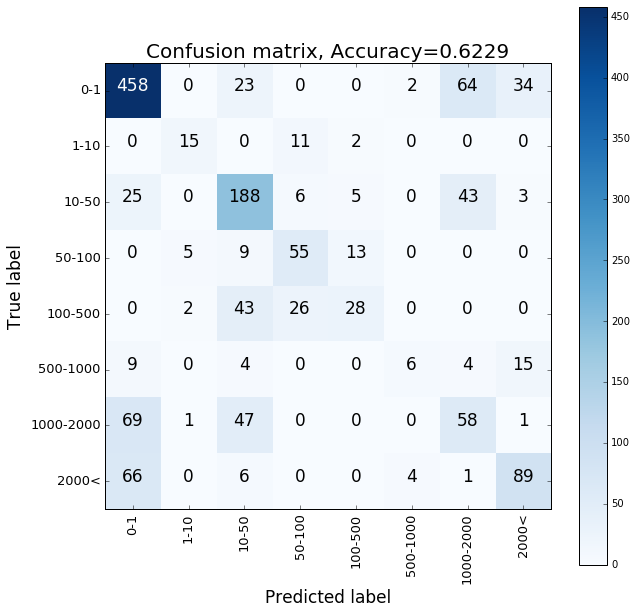 Confusion matrix, Accuracy=0.6229
True label
0-1 458 0 23 0 0 2 64 34
1-10 0 15 0 11 2 0 0 0
10-50 25 0 188 6 5 0 43 3
50-100 0 5 9 55 13 0 0 0
100-500 0 2 43 26 28 0 0 0
500-1000 9 0 4 0 0 6 4 15
1000-2000 69 1 47 0 0 0 58 1
2000< 66 0 6 0 0 4 1 89
0-1 1-10 10-50 50-100 100-500 500-1000 1000-2000 2000<
Predicted label
450
400
350
300
250
200
150
100
50
0